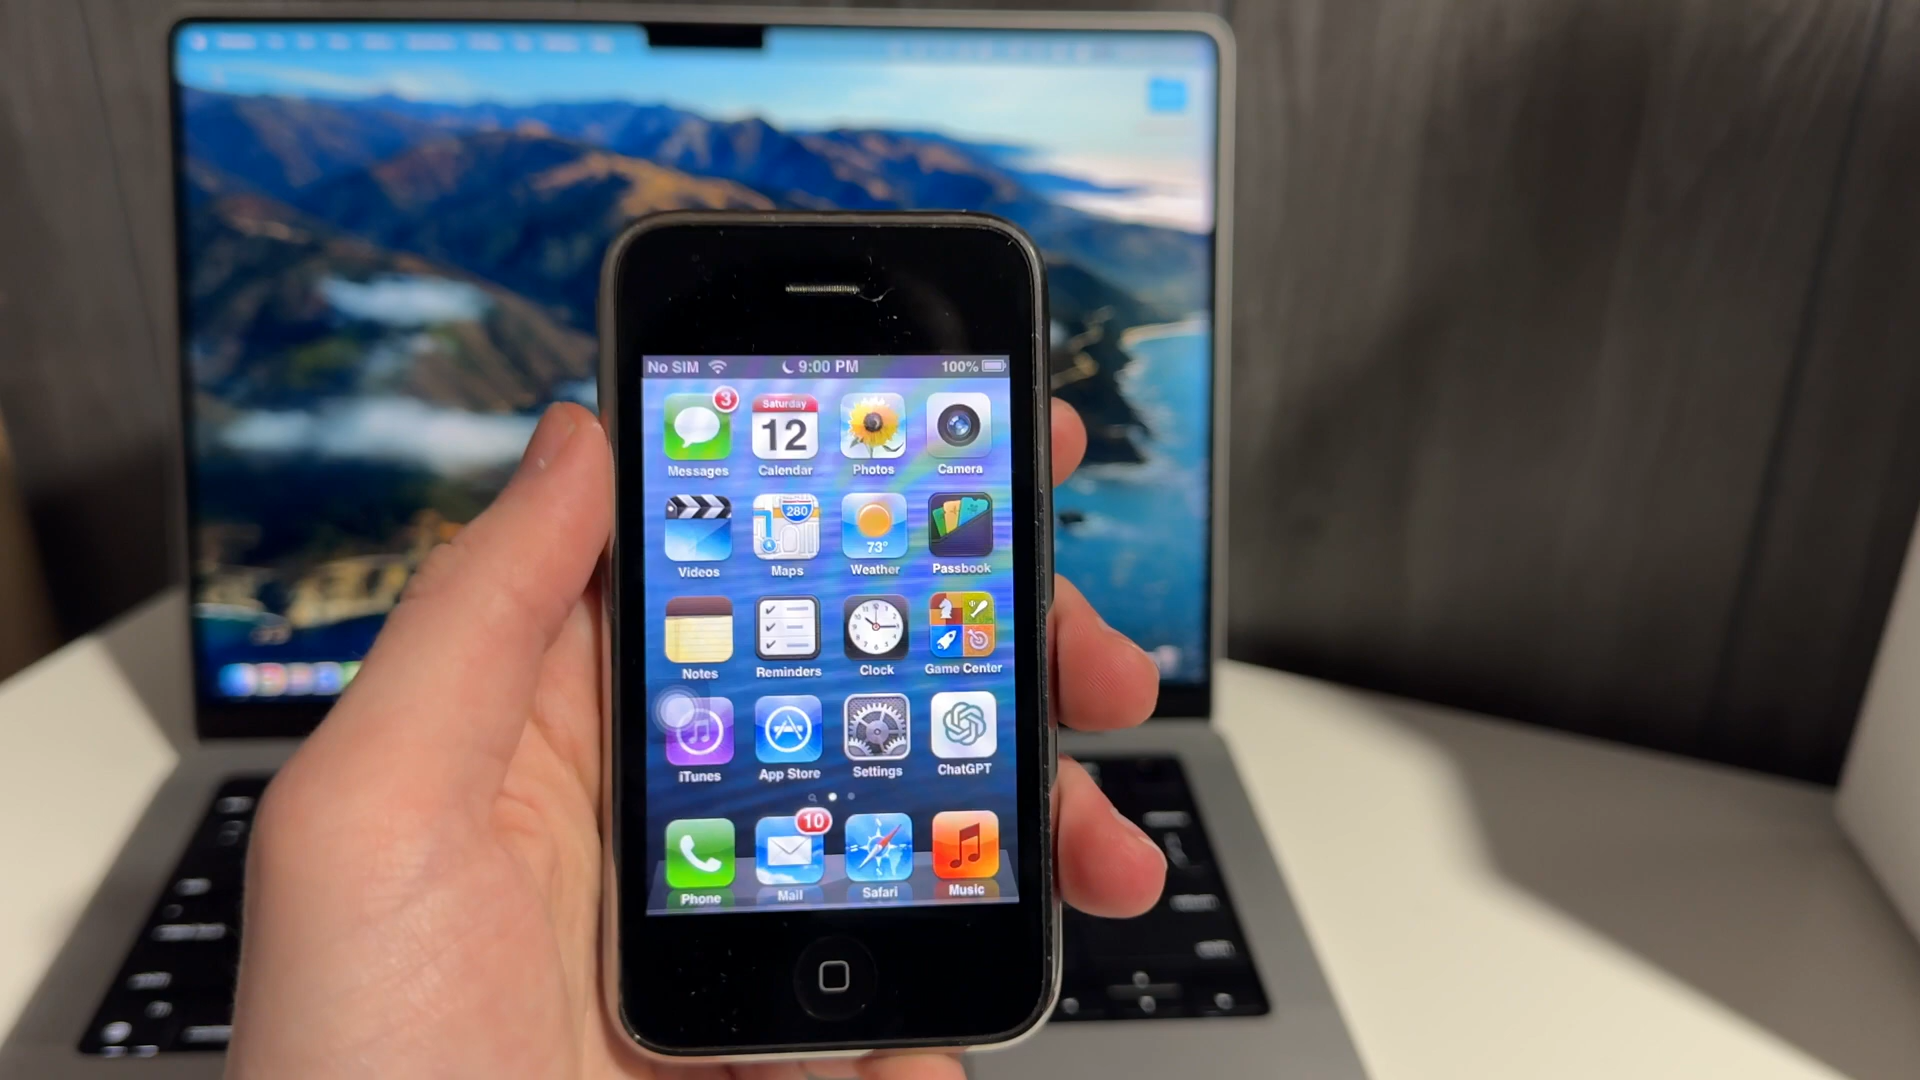 No SIM 9:00 PM 100%
3 Saturday
12
Messages Calendar Photos Camera
280 73°
Videos Maps Weather Passbook
Notes Reminders Clock Game Center
iTunes App Store Settings ChatGPT
10
Phone Mail Safari Music